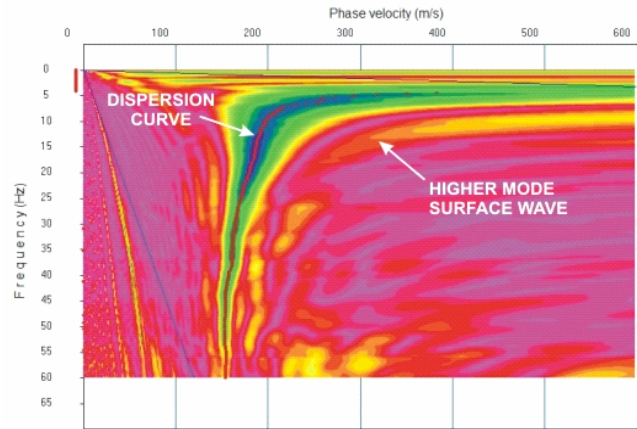 Phase velocity (m/s)
0 100 200 300 400 500 600
0
5
10
15
20
25
30
35
40
45
50
55
60
65
Frequency (Hz)
DISPERSION
CURVE
HIGHER MODE
SURFACE WAVE